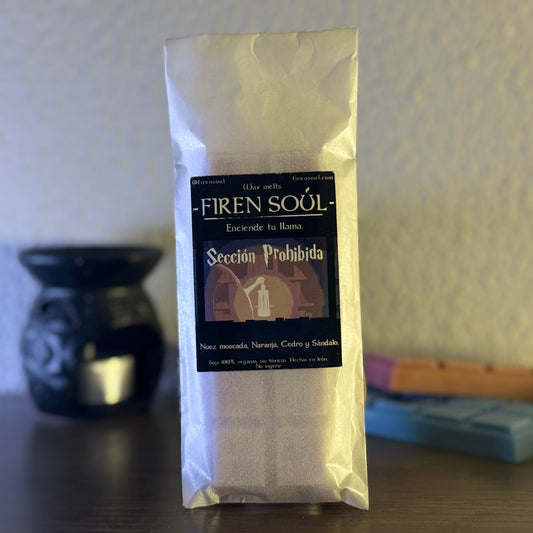 @firensoul firensoul.com
Wax melts
- FIREN SOUL -
Enciende tu llama.
Sección Prohibida
Nuez moscada, Naranja, Cedro y Sándalo.
Soja 100%, veganas, sin tóxicos. Hechas en león.
No ingerir